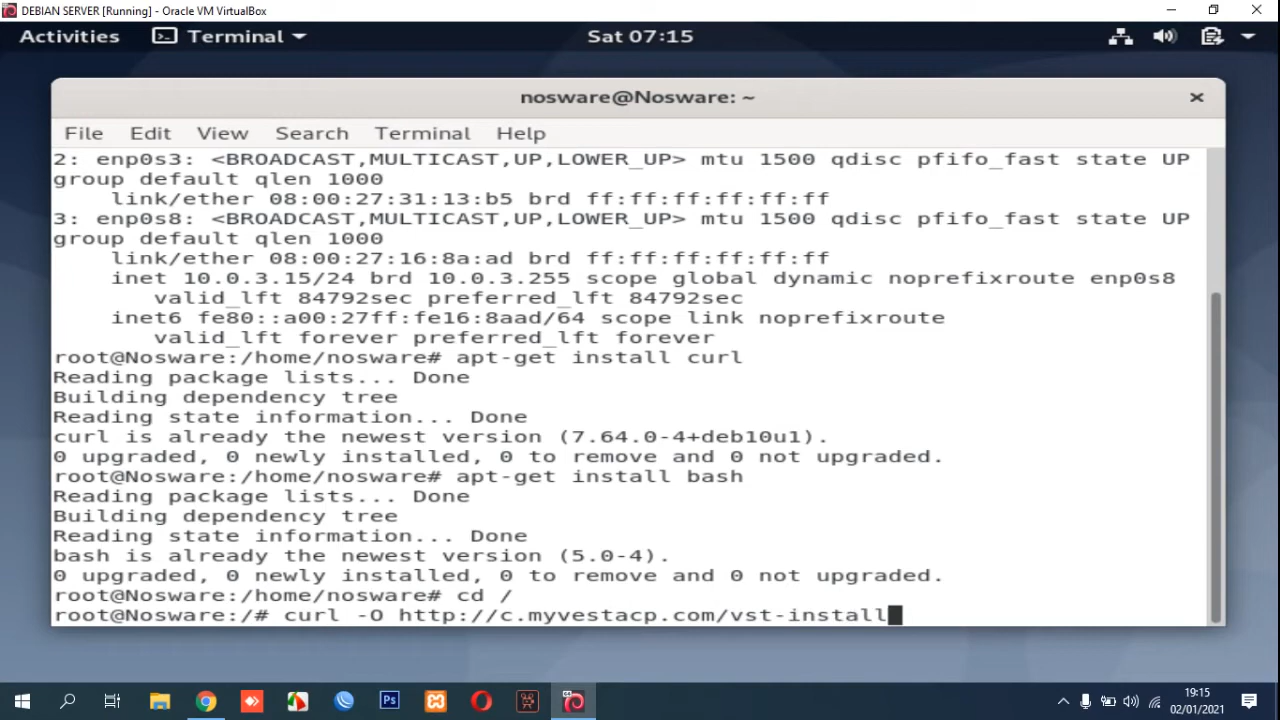 DEBIAN SERVER [Running] - Oracle VM VirtualBox
Activities Terminal Sat 07:15
nosware@Nosware: ~
File Edit View Search Terminal Help
2: enp0s3: <BROADCAST,MULTICAST,UP,LOWER_UP> mtu 1500 qdisc pfifo_fast state UP
group default qlen 1000
    link/ether 08:00:27:31:13:b5 brd ff:ff:ff:ff:ff:ff
3: enp0s8: <BROADCAST,MULTICAST,UP,LOWER_UP> mtu 1500 qdisc pfifo_fast state UP
group default qlen 1000
    link/ether 08:00:27:16:8a:ad brd ff:ff:ff:ff:ff:ff
    inet 10.0.3.15/24 brd 10.0.3.255 scope global dynamic noprefixroute enp0s8
       valid_lft 84792sec preferred_lft 84792sec
    inet6 fe80::a00:27ff:fe16:8aad/64 scope link noprefixroute
       valid_lft forever preferred_lft forever
root@Nosware:/home/nosware# apt-get install curl
Reading package lists... Done
Building dependency tree
Reading state information... Done
curl is already the newest version (7.64.0-4+deb10u1).
0 upgraded, 0 newly installed, 0 to remove and 0 not upgraded.
root@Nosware:/home/nosware# apt-get install bash
Reading package lists... Done
Building dependency tree
Reading state information... Done
bash is already the newest version (5.0-4).
0 upgraded, 0 newly installed, 0 to remove and 0 not upgraded.
root@Nosware:/home/nosware# cd /
root@Nosware:/# curl -O http://c.myvestacp.com/vst-install
Ps
19:15
02/01/2021